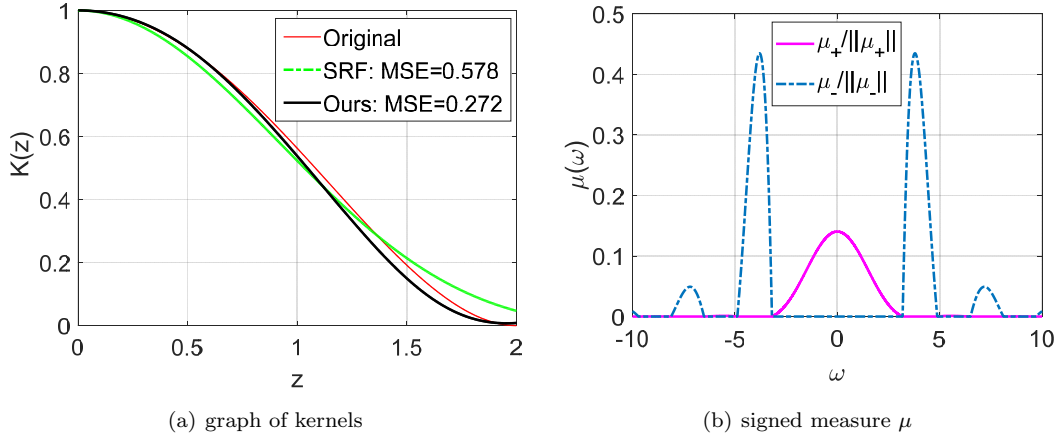 1
0.8
0.6
0.4
0.2
0
K(z)
0
0.5
1
1.5
2
z
Original
SRF: MSE=0.578
Ours: MSE=0.272
(a) graph of kernels
0.5
0.4
0.3
0.2
0.1
0
μ(ω)
-10
-5
0
5
10
ω
μ₊/||μ₊||
μ₋/||μ₋||
(b) signed measure μ